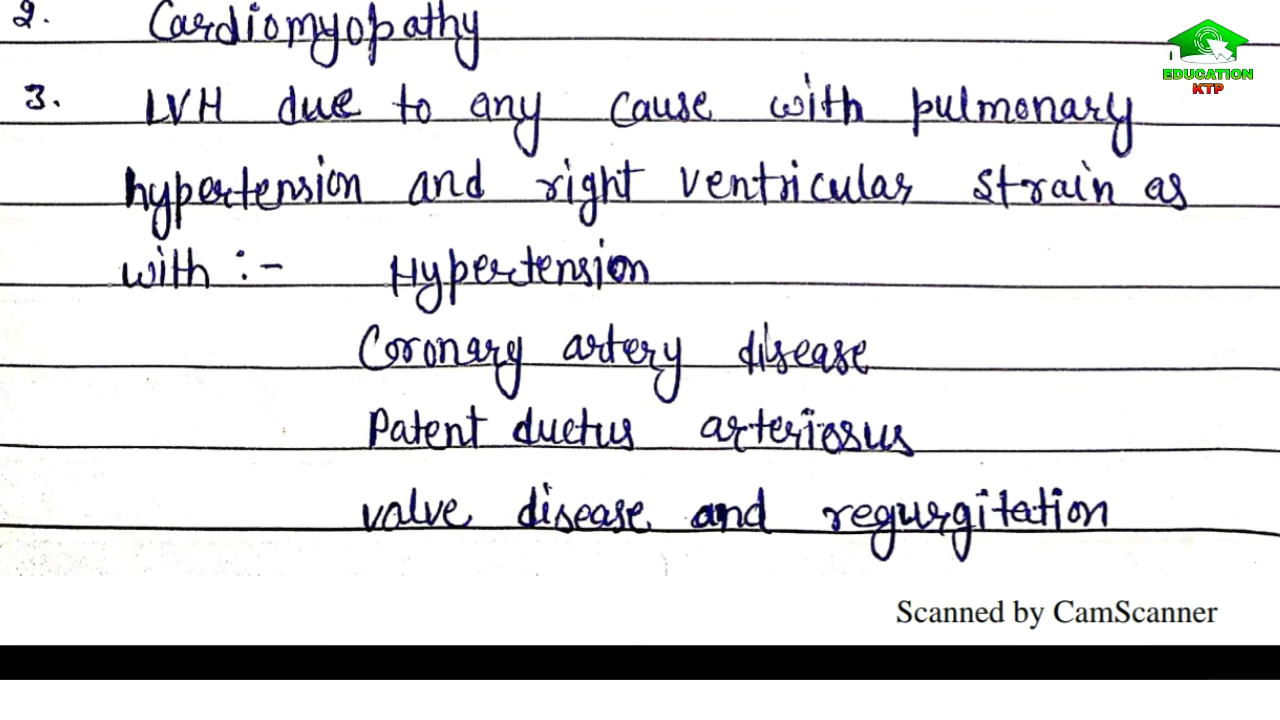 2. Cardiomyopathy
EDUCATION
KTP
3. LVH due to any cause with pulmonary
hypertension and right ventricular strain as
with :- Hypertension
Coronary artery disease
Patent ductus arteriosus
valve disease and regurgitation
Scanned by CamScanner